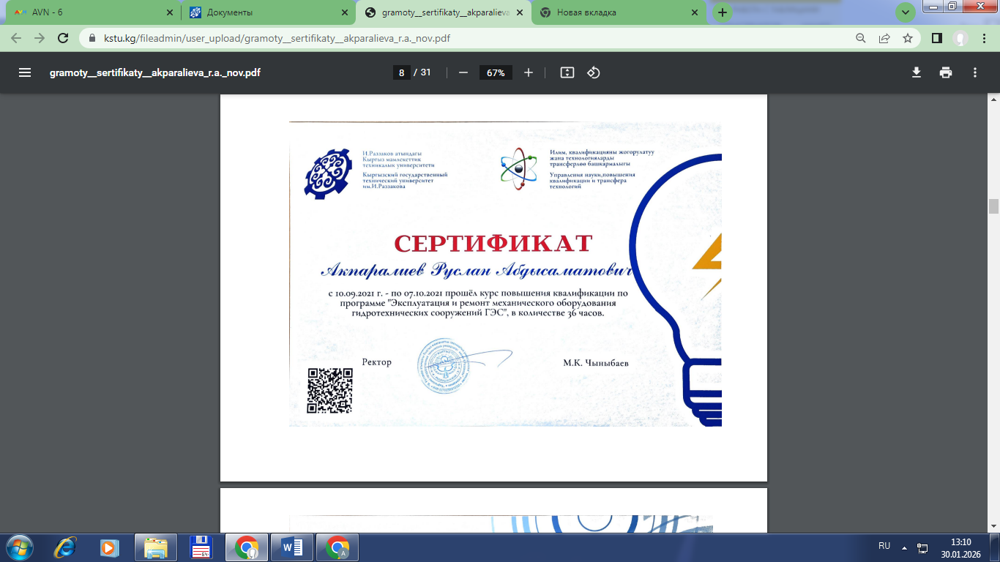 AVN - 6
Документы
gramoty__sertifikaty__akparalieva
Новая вкладка
kstu.kg/fileadmin/user_upload/gramoty__sertifikaty__akparalieva_r.a._nov.pdf
gramoty__sertifikaty__akparalieva_r.a._nov.pdf
8 / 31
67%
И.Раззаков атындагы
Кыргыз мамлекеттик
техникалык университети
Кыргызский государственный
технический университет
им.И.Раззакова
Илим, квалификацияны жогорулатуу
жана технологияларды
трансферлөө башкармалыгы
Управления науки,повышения
квалификации и трансфера
технологий
СЕРТИФИКАТ
Акпаралиев Руслан Абдысаматович
с 10.09.2021 г. - по 07.10.2021 прошёл курс повышения квалификации по
программе "Эксплуатация и ремонт механического оборудования
гидротехнических сооружений ГЭС", в количестве 36 часов.
Ректор
М.К. Чыныбаев
64
W
A
RU
13:10
30.01.2026